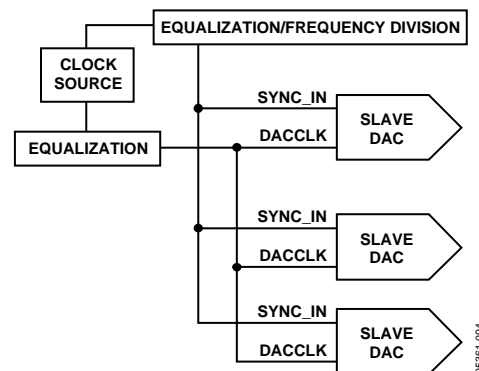 EQUALIZATION/FREQUENCY DIVISION
CLOCK
SOURCE
EQUALIZATION
SYNC_IN
DACCLK
SLAVE
DAC
SYNC_IN
DACCLK
SLAVE
DAC
SYNC_IN
DACCLK
SLAVE
DAC